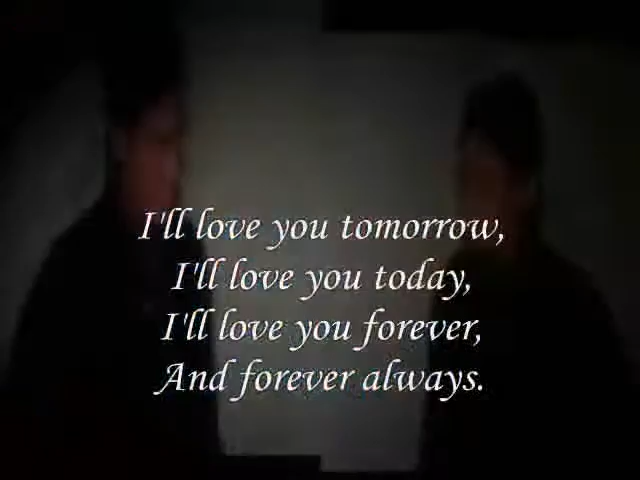 I'll love you tomorrow,
I'll love you today,
I'll love you forever,
And forever always.